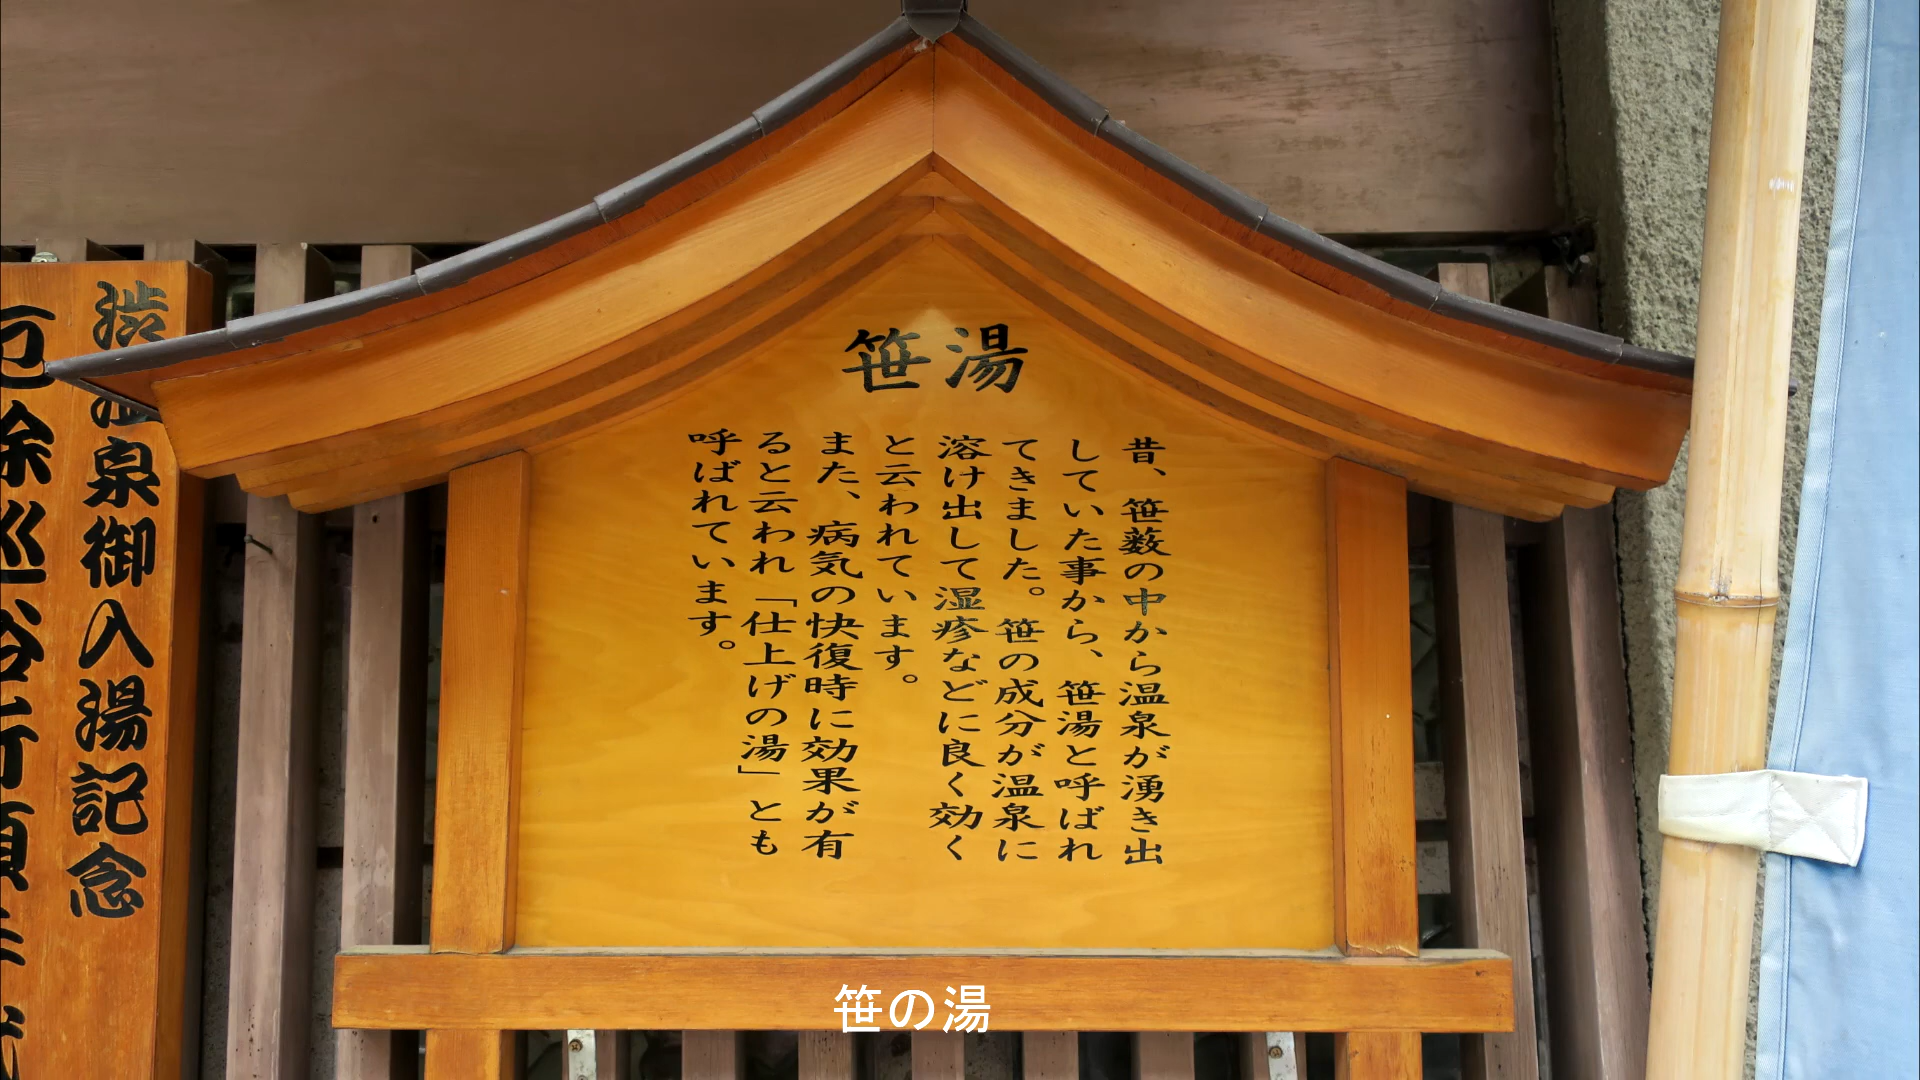 笹湯
昔、笹薮の中から温泉が湧き出
していた事から、笹湯と呼ばれ
てきました。笹の成分が温泉に
溶け出して湿疹などに良く効く
と云われています。
また、病気の快復時に効果が有
ると云われ「仕上げの湯」とも
呼ばれています。
渋温泉御入湯記念
笹の湯